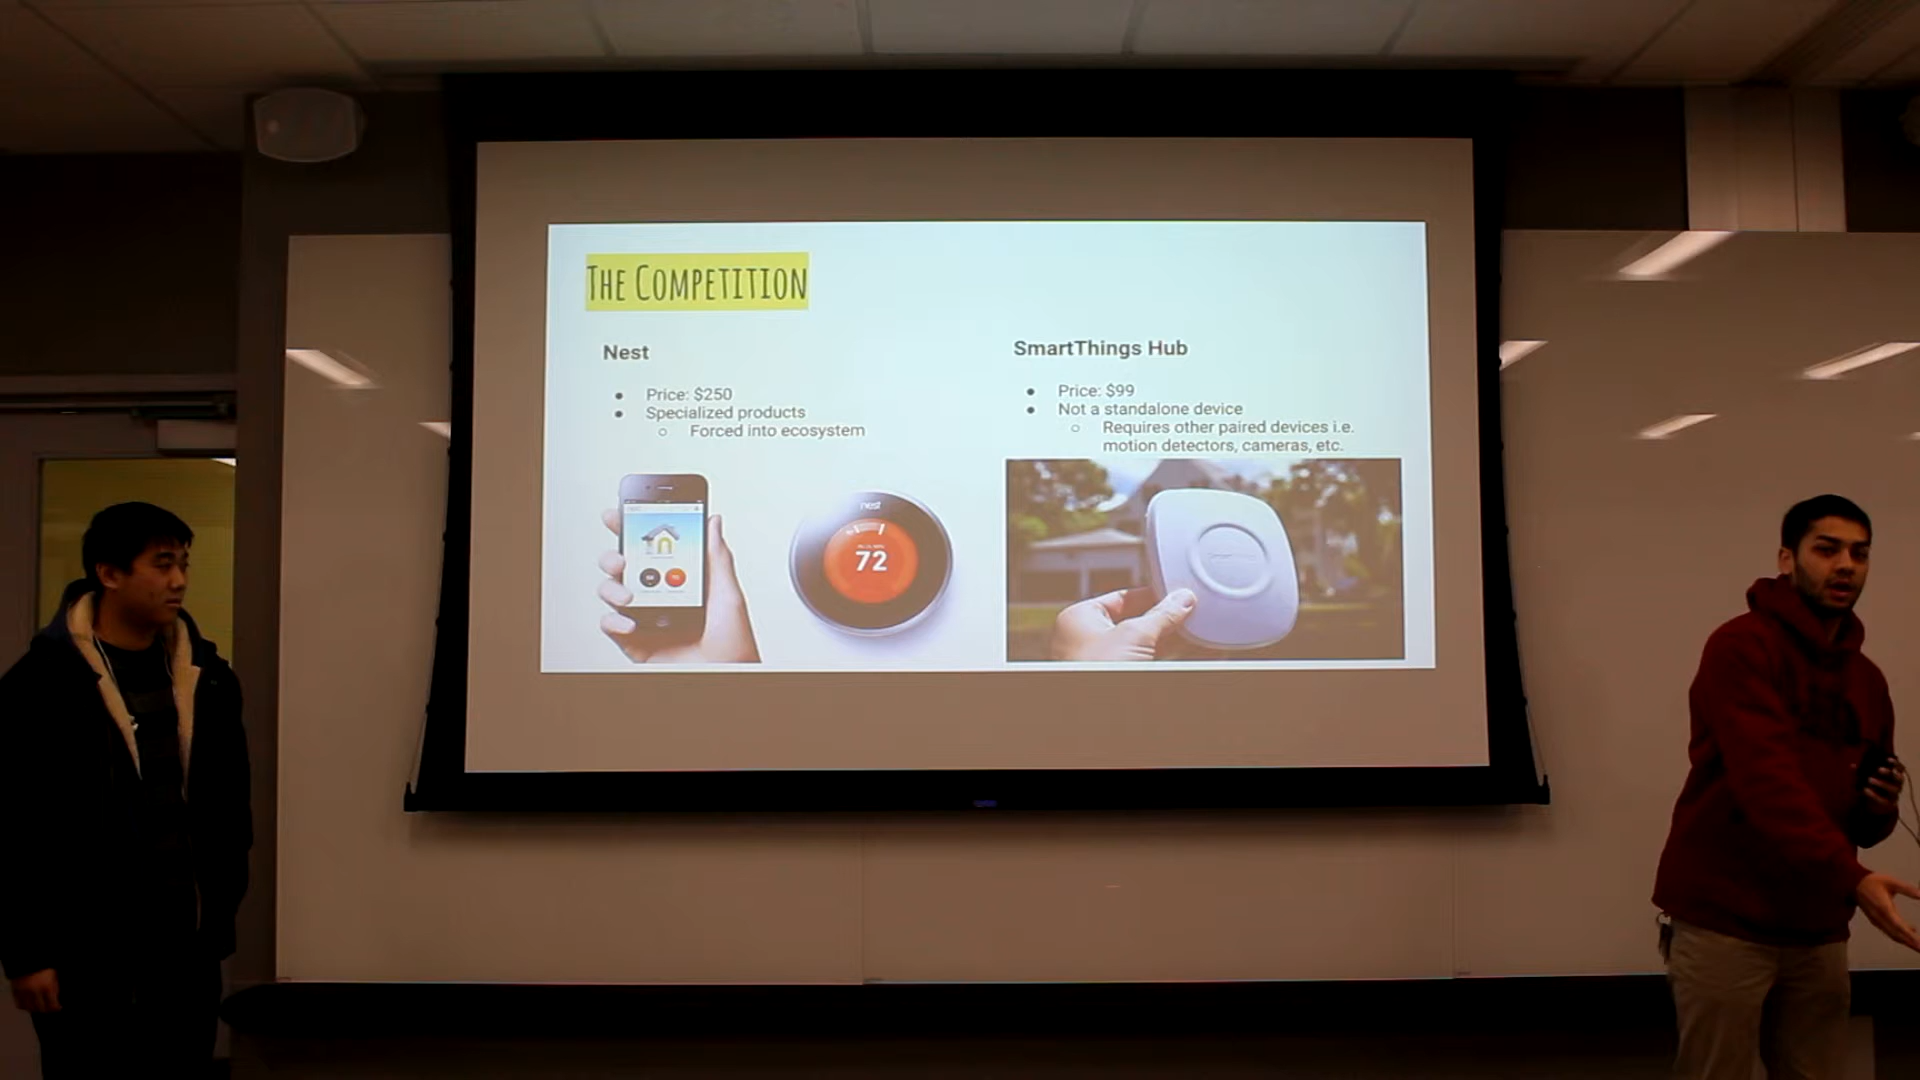 THE COMPETITION
Nest
● Price: $250
● Specialized products
○ Forced into ecosystem
SmartThings Hub
● Price: $99
● Not a standalone device
○ Requires other paired devices i.e.
motion detectors, cameras, etc.
nest
72